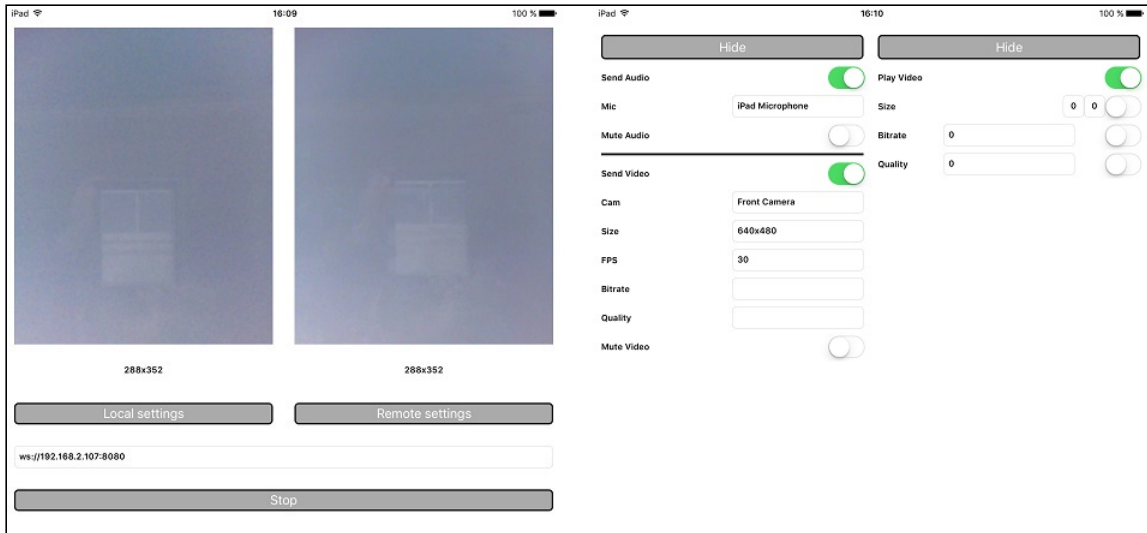 iPad 16:09 100 %
288x352 288x352
Local settings Remote settings
ws://192.168.2.107:8080
Stop
iPad 16:10 100 %
Hide
Send Audio
Mic iPad Microphone
Mute Audio
Send Video
Cam Front Camera
Size 640x480
FPS 30
Bitrate
Quality
Mute Video
Hide
Play Video
Size 0 0
Bitrate 0
Quality 0